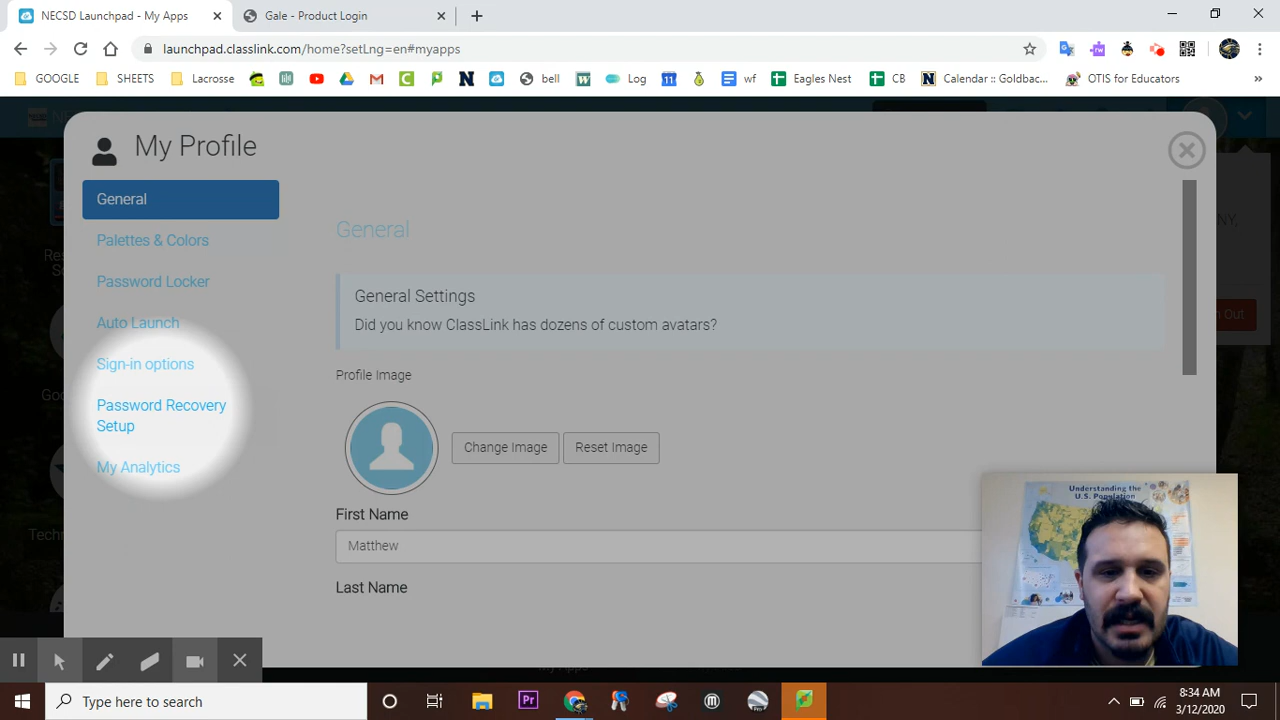 NECSD Launchpad - My Apps
Gale - Product Login
launchpad.classlink.com/home?setLng=en#myapps
GOOGLE
SHEETS
Lacrosse
bell
Log
11
wf
Eagles Nest
CB
Calendar :: Goldbac...
OTIS for Educators
My Profile
General
Palettes & Colors
Password Locker
Auto Launch
Sign-in options
Password Recovery
Setup
My Analytics
General
General Settings
Did you know ClassLink has dozens of custom avatars?
Profile Image
Change Image
Reset Image
First Name
Matthew
Last Name
Understanding the
U.S. Population
Type here to search
Pr
8:34 AM
3/12/2020